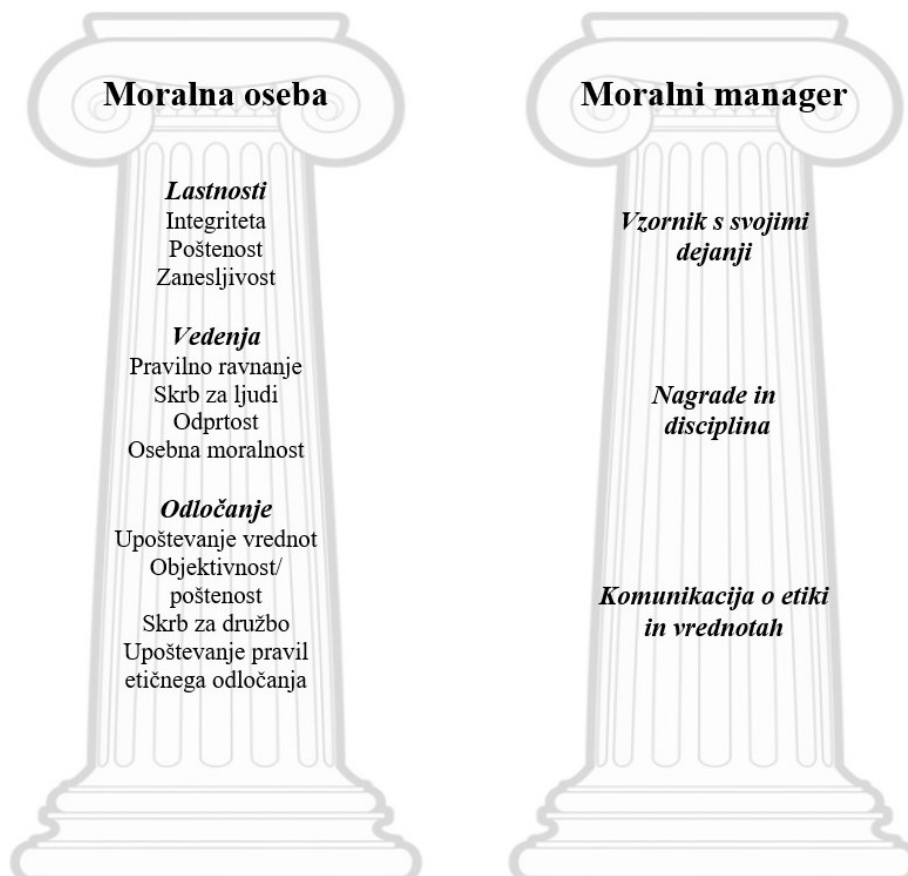 Moralna oseba
Lastnosti
Integriteta
Poštenost
Zanesljivost
Vedenja
Pravilno ravnanje
Skrb za ljudi
Odprtost
Osebna moralnost
Odločanje
Upoštevanje vrednot
Objektivnost/
poštenost
Skrb za družbo
Upoštevanje pravil
etičnega odločanja
Moralni manager
Vzornik s svojimi
dejanji
Nagrade in
disciplina
Komunikacija o etiki
in vrednotah